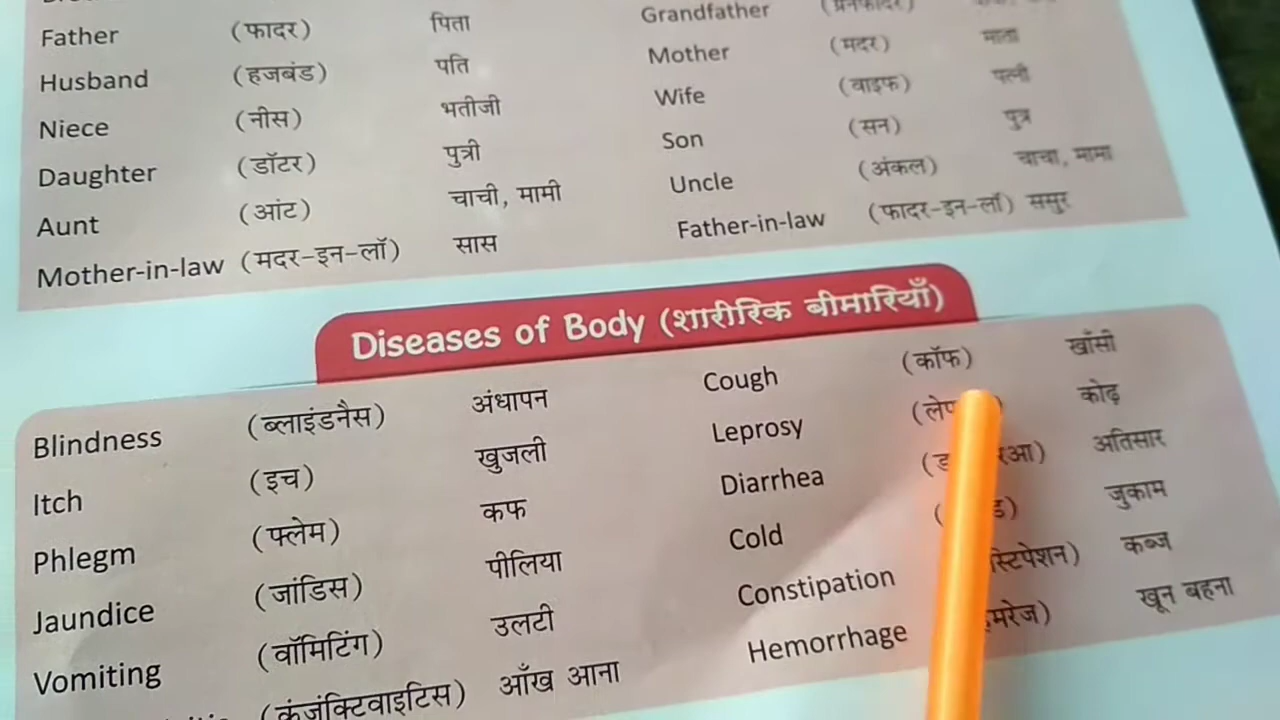 Father (फादर) पिता Grandfather
Husband (हजबंड) पति Mother (मदर) माता
Niece (नीस) भतीजी Wife (वाइफ) पत्नी
Daughter (डॉटर) पुत्री Son (सन) पुत्र
Aunt (आंट) चाची, मामी Uncle (अंकल) चाचा, मामा
Mother-in-law (मदर-इन-लॉ) सास Father-in-law (फादर-इन-लॉ) ससुर
Diseases of Body (शारीरिक बीमारियाँ)
Blindness (ब्लाइंडनैस) अंधापन Cough (कॉफ) खाँसी
Itch (इच) खुजली Leprosy कोढ़
Phlegm (फ्लेम) कफ Diarrhea अतिसार
Jaundice (जांडिस) पीलिया Cold जुकाम
Vomiting (वॉमिटिंग) उलटी Constipation कब्ज
(कंजंक्टिवाइटिस) आँख आना Hemorrhage खून बहना